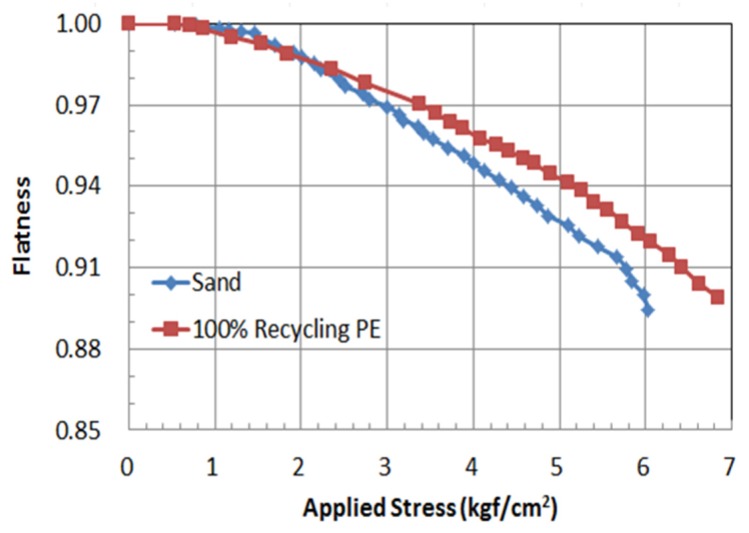 1.00
0.97
0.94
0.91
0.88
0.85
Flatness
Sand
100% Recycling PE
0 1 2 3 4 5 6 7
Applied Stress (kgf/cm²)